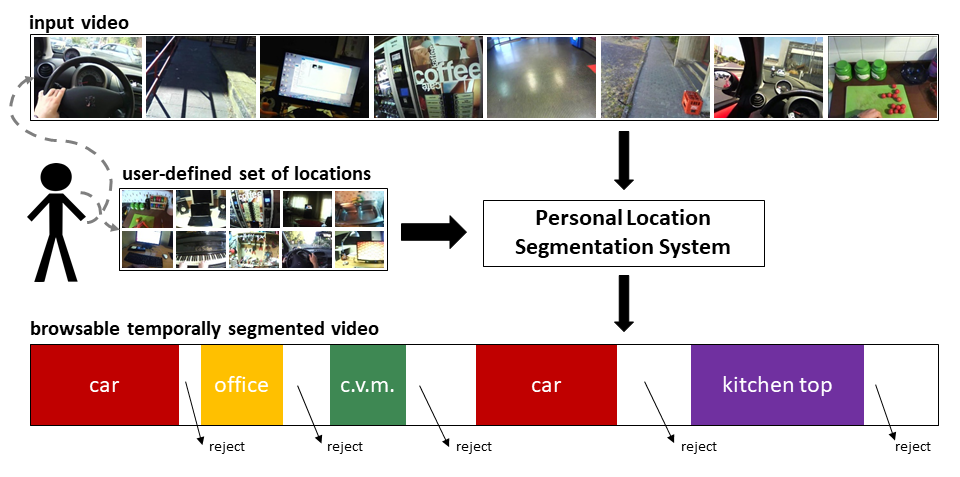 input video
coffee
cafe
user-defined set of locations
Personal Location
Segmentation System
browsable temporally segmented video
car
office
c.v.m.
car
kitchen top
reject
reject
reject
reject
reject